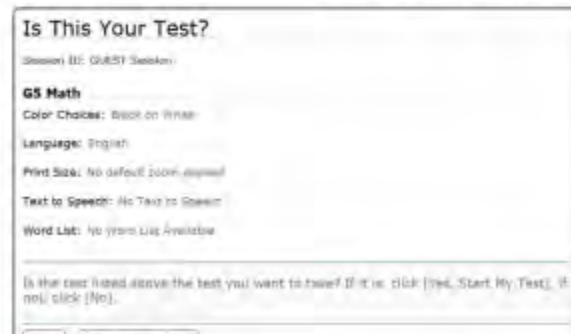 Is This Your Test?
Session ID: GUEST Session
G5 Math
Color Choices: Black on White
Language: English
Print Size: No default zoom applied
Text to Speech: No Text to Speech
Word List: No Word List Available
Is the test listed above the test you want to take? If it is, click [Yes, Start My Test]. If
not, click [No].